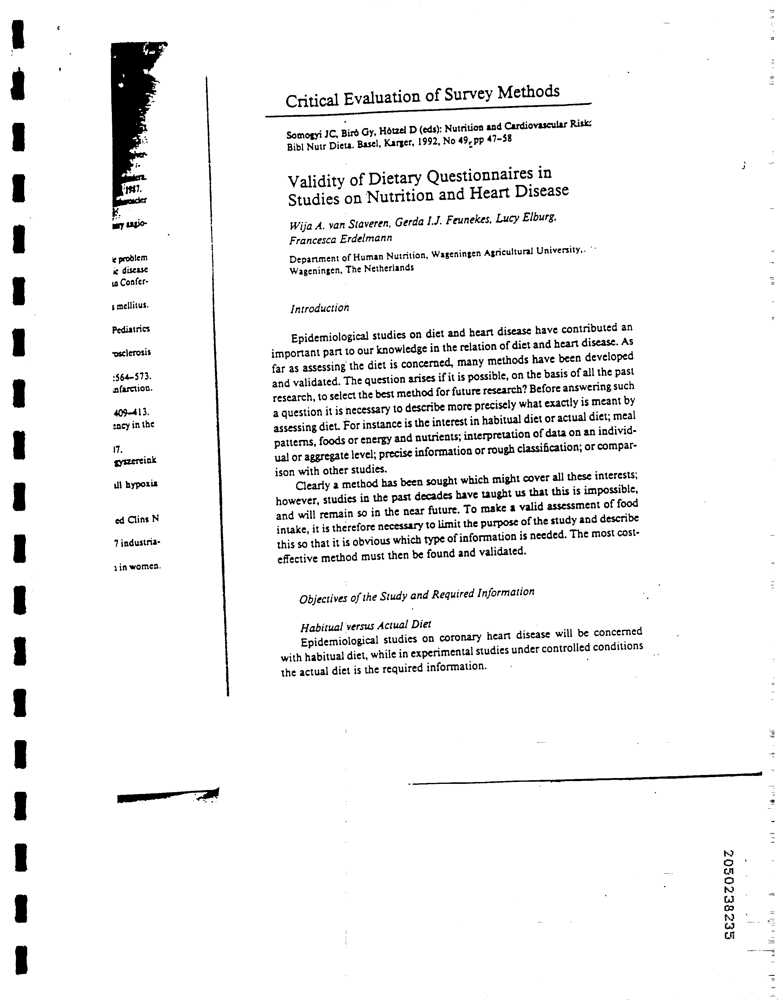 1987.
ary angio-
le problem
ic disease
us Confer-
s mellitus.
Pediatrics
osclerosis
:564–573.
nfarction.
409–413.
ency in the
17.
gyszereink
ull hypoxia
ed Clins N
7 industria-
s in women.
Critical Evaluation of Survey Methods
Somogyi JC, Biró Gy, Hötzel D (eds): Nutrition and Cardiovascular Risk:
Bibl Nutr Dieta. Basel, Karger, 1992, No 49, pp 47–58
Validity of Dietary Questionnaires in
Studies on Nutrition and Heart Disease
Wija A. van Staveren, Gerda I.J. Feunekes, Lucy Elburg,
Francesca Erdelmann
Department of Human Nutrition, Wageningen Agricultural University,
Wageningen, The Netherlands
Introduction
Epidemiological studies on diet and heart disease have contributed an
important part to our knowledge in the relation of diet and heart disease. As
far as assessing the diet is concerned, many methods have been developed
and validated. The question arises if it is possible, on the basis of all the past
research, to select the best method for future research? Before answering such
a question it is necessary to describe more precisely what exactly is meant by
assessing diet. For instance is the interest in habitual diet or actual diet; meal
patterns, foods or energy and nutrients; interpretation of data on an individ-
ual or aggregate level; precise information or rough classification; or compar-
ison with other studies.
Clearly a method has been sought which might cover all these interests;
however, studies in the past decades have taught us that this is impossible,
and will remain so in the near future. To make a valid assessment of food
intake, it is therefore necessary to limit the purpose of the study and describe
this so that it is obvious which type of information is needed. The most cost-
effective method must then be found and validated.
Objectives of the Study and Required Information
Habitual versus Actual Diet
Epidemiological studies on coronary heart disease will be concerned
with habitual diet, while in experimental studies under controlled conditions
the actual diet is the required information.
2050238235